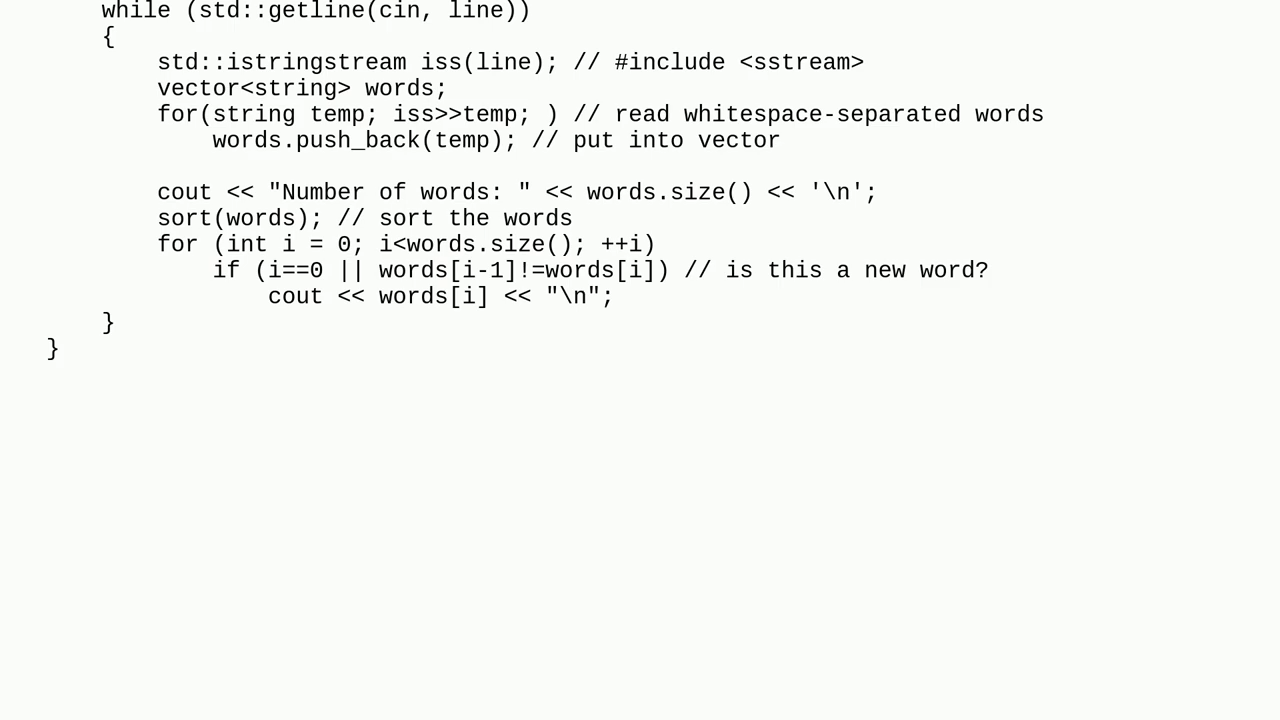 while (std::getline(cin, line))
{
std::istringstream iss(line); // #include <sstream>
vector<string> words;
for(string temp; iss>>temp; ) // read whitespace-separated words
words.push_back(temp); // put into vector
cout << "Number of words: " << words.size() << '\n';
sort(words); // sort the words
for (int i = 0; i<words.size(); ++i)
if (i==0 || words[i-1]!=words[i]) // is this a new word?
cout << words[i] << "\n";
}
}